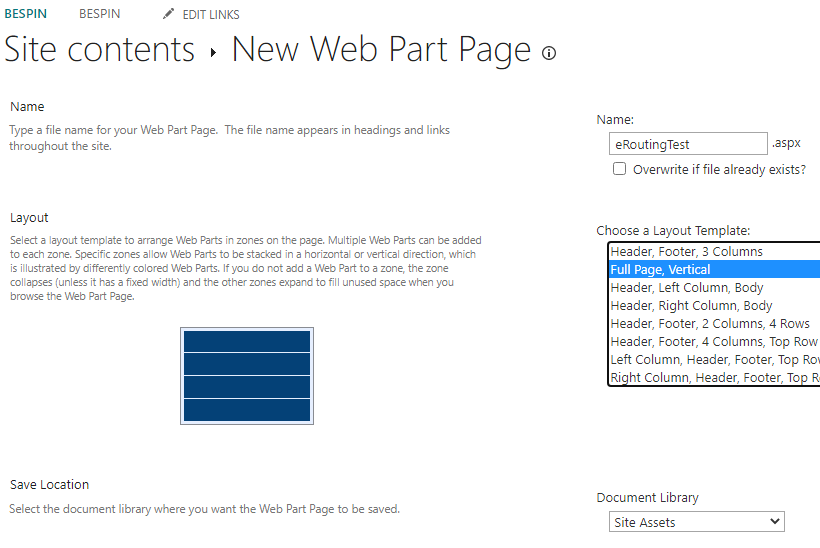 BESPIN BESPIN EDIT LINKS
Site contents ▸ New Web Part Page
Name
Type a file name for your Web Part Page. The file name appears in headings and links
throughout the site.
Name:
eRoutingTest .aspx
Overwrite if file already exists?
Layout
Select a layout template to arrange Web Parts in zones on the page. Multiple Web Parts can be added
to each zone. Specific zones allow Web Parts to be stacked in a horizontal or vertical direction, which
is illustrated by differently colored Web Parts. If you do not add a Web Part to a zone, the zone
collapses (unless it has a fixed width) and the other zones expand to fill unused space when you
browse the Web Part Page.
Choose a Layout Template:
Header, Footer, 3 Columns
Full Page, Vertical
Header, Left Column, Body
Header, Right Column, Body
Header, Footer, 2 Columns, 4 Rows
Header, Footer, 4 Columns, Top Row
Left Column, Header, Footer, Top
Right Column, Header, Footer, Top
Save Location
Select the document library where you want the Web Part Page to be saved.
Document Library
Site Assets